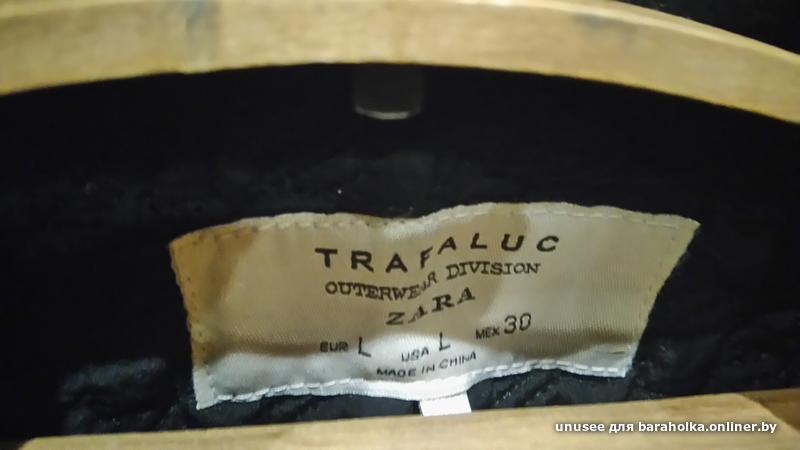 TRAFALUC
OUTERWEAR DIVISION
ZARA
EUR L USA L MEX 30
MADE IN CHINA
unusee для baraholka.onliner.by